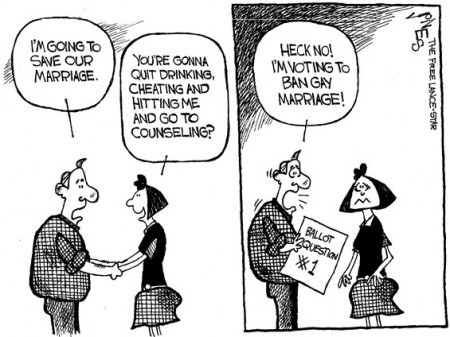 I'M GOING TO
SAVE OUR
MARRIAGE.
YOU'RE GONNA
QUIT DRINKING,
CHEATING AND
HITTING ME
AND GO TO
COUNSELING?
HECK NO!
I'M VOTING TO
BAN GAY
MARRIAGE!
BALLOT
QUESTION
#1
THE FREE LANCE-STAR